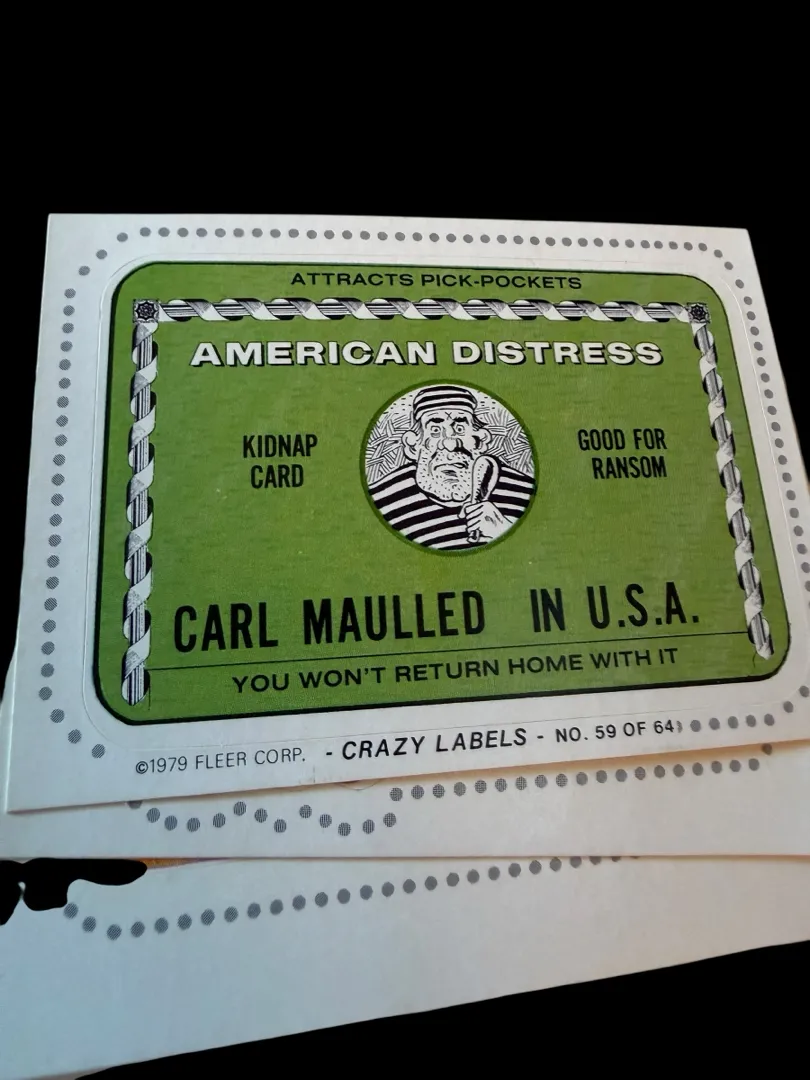 ATTRACTS PICK-POCKETS
AMERICAN DISTRESS
KIDNAP
CARD
GOOD FOR
RANSOM
CARL MAULLED IN U.S.A.
YOU WON'T RETURN HOME WITH IT
©1979 FLEER CORP. - CRAZY LABELS - NO. 59 OF 64